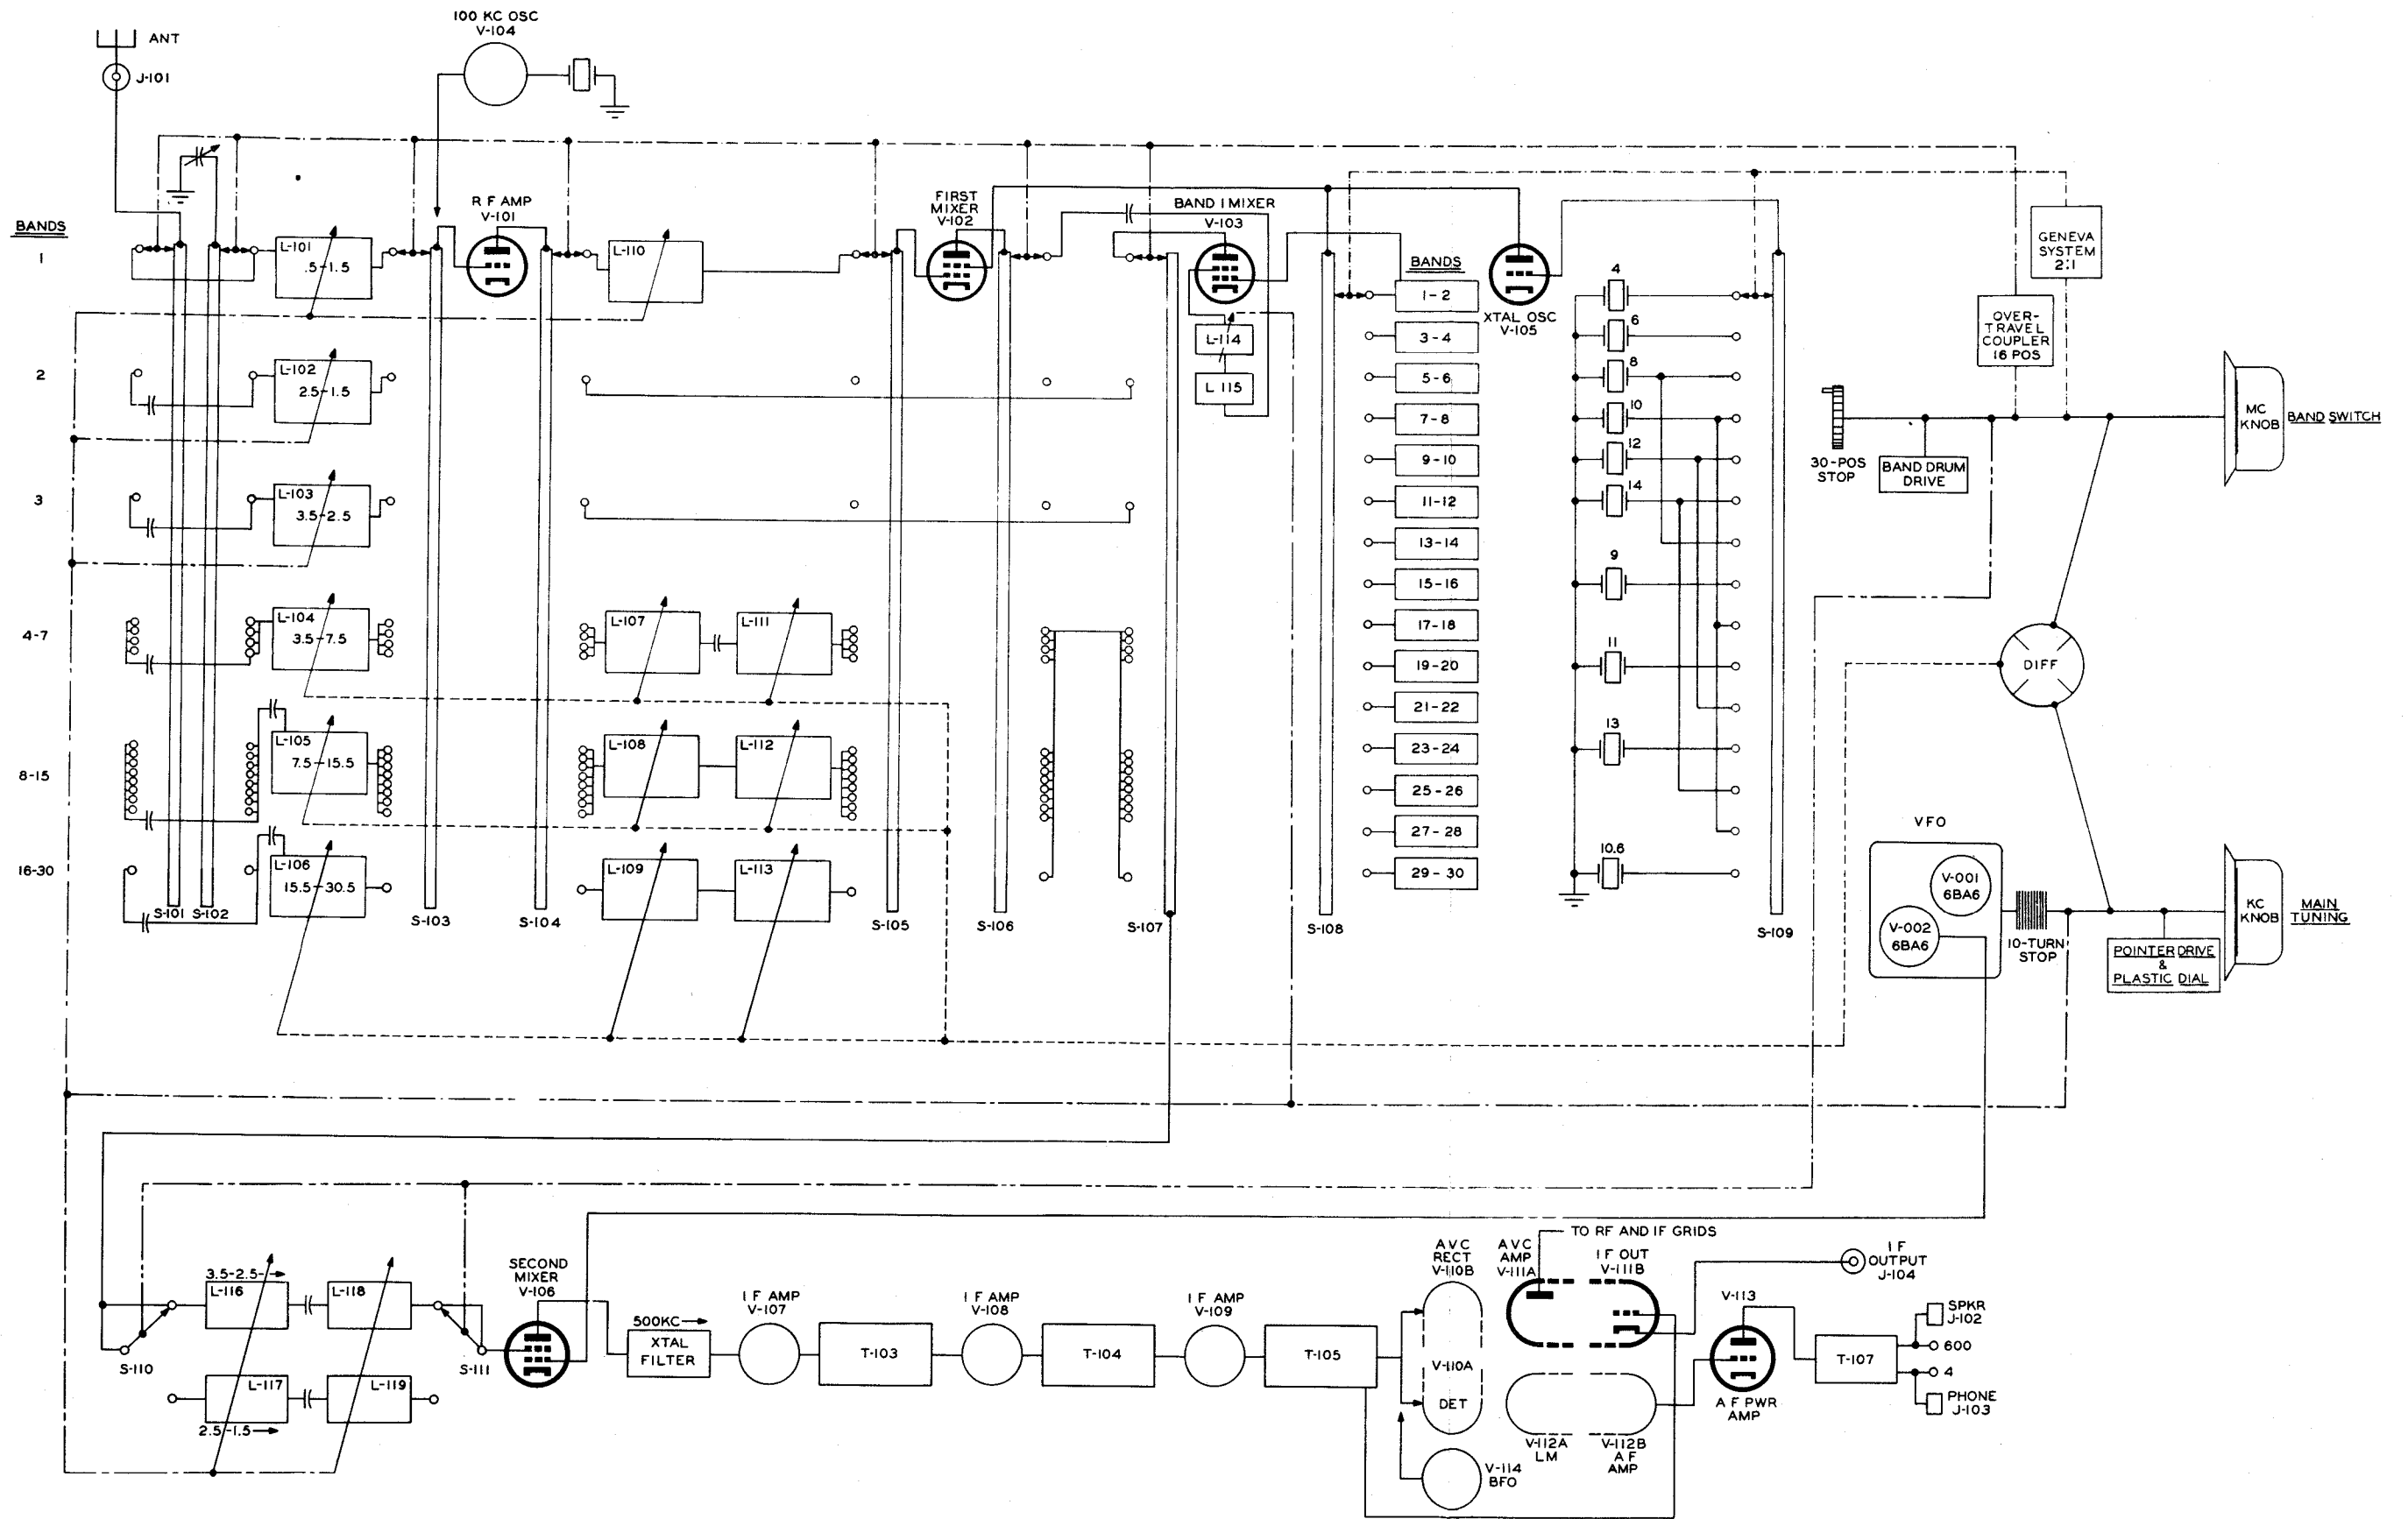 100 KC OSC
V-104
ANT
J-101
BANDS
1
2
3
4-7
8-15
16-30
L-101
.5-1.5
L-102
2.5-1.5
L-103
3.5-2.5
L-104
3.5-7.5
L-105
7.5-15.5
L-106
15.5-30.5
S-101
S-102
S-103
R F AMP
V-101
S-104
L-110
L-107
L-111
L-108
L-112
L-109
L-113
S-105
FIRST
MIXER
V-102
S-106
S-107
BAND 1 MIXER
V-103
L-114
L 115
S-108
BANDS
1-2
3-4
5-6
7-8
9-10
11-12
13-14
15-16
17-18
19-20
21-22
23-24
25-26
27-28
29-30
XTAL OSC
V-105
4
6
8
10
12
14
9
11
13
10.6
S-109
GENEVA
SYSTEM
2:1
OVER-
TRAVEL
COUPLER
16 POS
30-POS
STOP
BAND DRUM
DRIVE
MC
KNOB
BAND SWITCH
DIFF
VFO
V-001
6BA6
V-002
6BA6
10-TURN
STOP
POINTER DRIVE
&
PLASTIC DIAL
KC
KNOB
MAIN
TUNING
S-110
3.5-2.5
L-116
L-118
L-117
L-119
2.5-1.5
S-111
SECOND
MIXER
V-106
500KC
XTAL
FILTER
I F AMP
V-107
T-103
I F AMP
V-108
T-104
I F AMP
V-109
T-105
AVC
RECT
V-110B
V-110A
DET
V-114
BFO
AVC
AMP
V-111A
TO RF AND IF GRIDS
I F OUT
V-111B
V-112A
LM
V-112B
A F
AMP
V-113
A F PWR
AMP
T-107
I F
OUTPUT
J-104
SPKR
J-102
600
4
PHONE
J-103